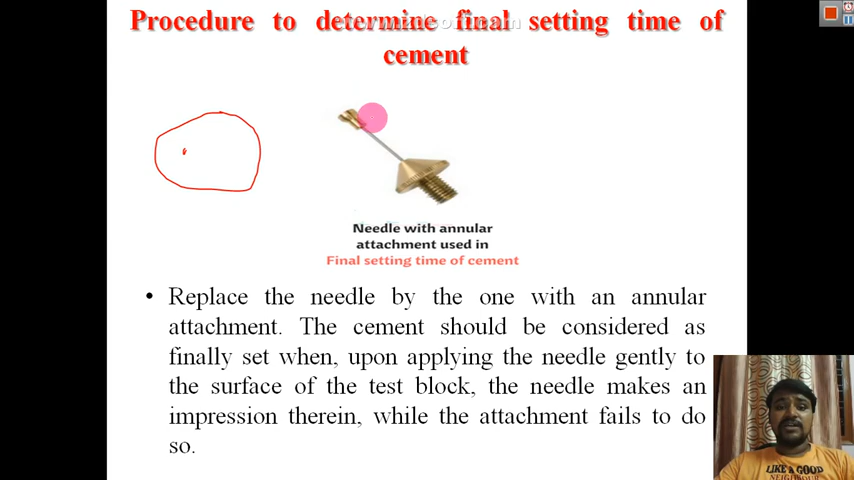 Procedure to determine final setting time of
cement
Needle with annular
attachment used in
Final setting time of cement
• Replace the needle by the one with an annular
attachment. The cement should be considered as
finally set when, upon applying the needle gently to
the surface of the test block, the needle makes an
impression therein, while the attachment fails to do
so.
LIKE A GOOD
NEIGHBOUR